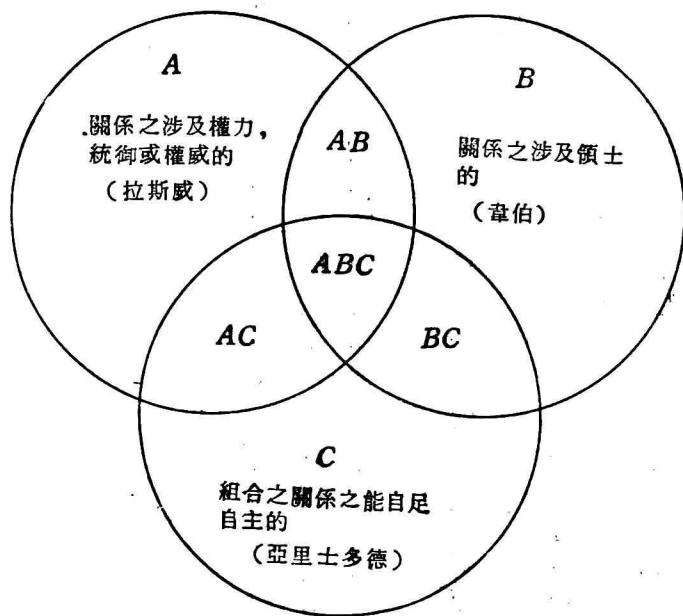 A
B
.關係之涉及權力，
統御或權威的
（拉斯威）
AB
關係之涉及領士
的
（韋伯）
ABC
AC
BC
C
組合之關係之能自足
自主的
（亞里士多德）